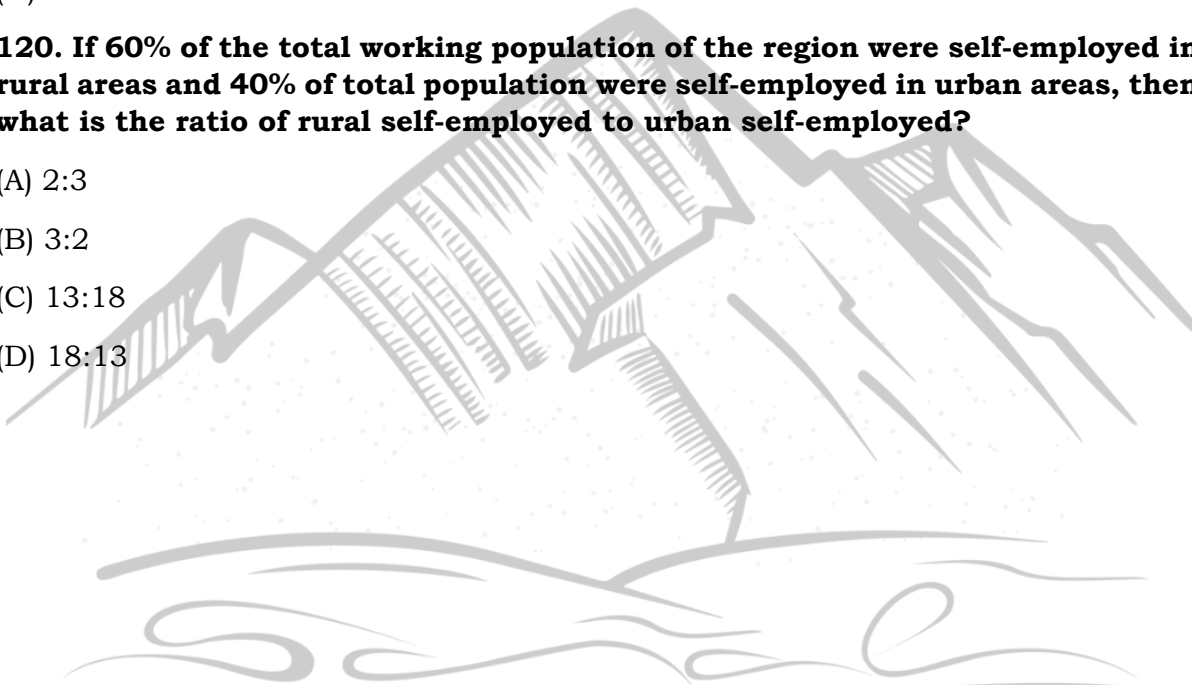 120. If 60% of the total working population of the region were self-employed in
rural areas and 40% of total population were self-employed in urban areas, then
what is the ratio of rural self-employed to urban self-employed?
(A) 2:3
(B) 3:2
(C) 13:18
(D) 18:13